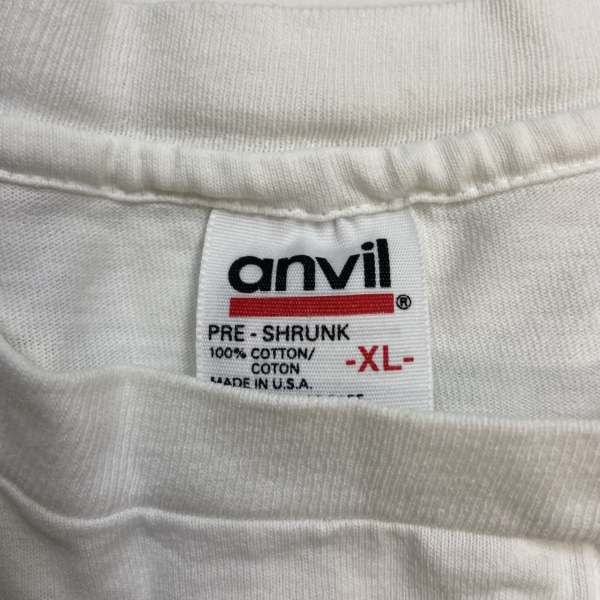 anvil
®
PRE - SHRUNK
100% COTTON/
COTON
-XL-
MADE IN U.S.A.